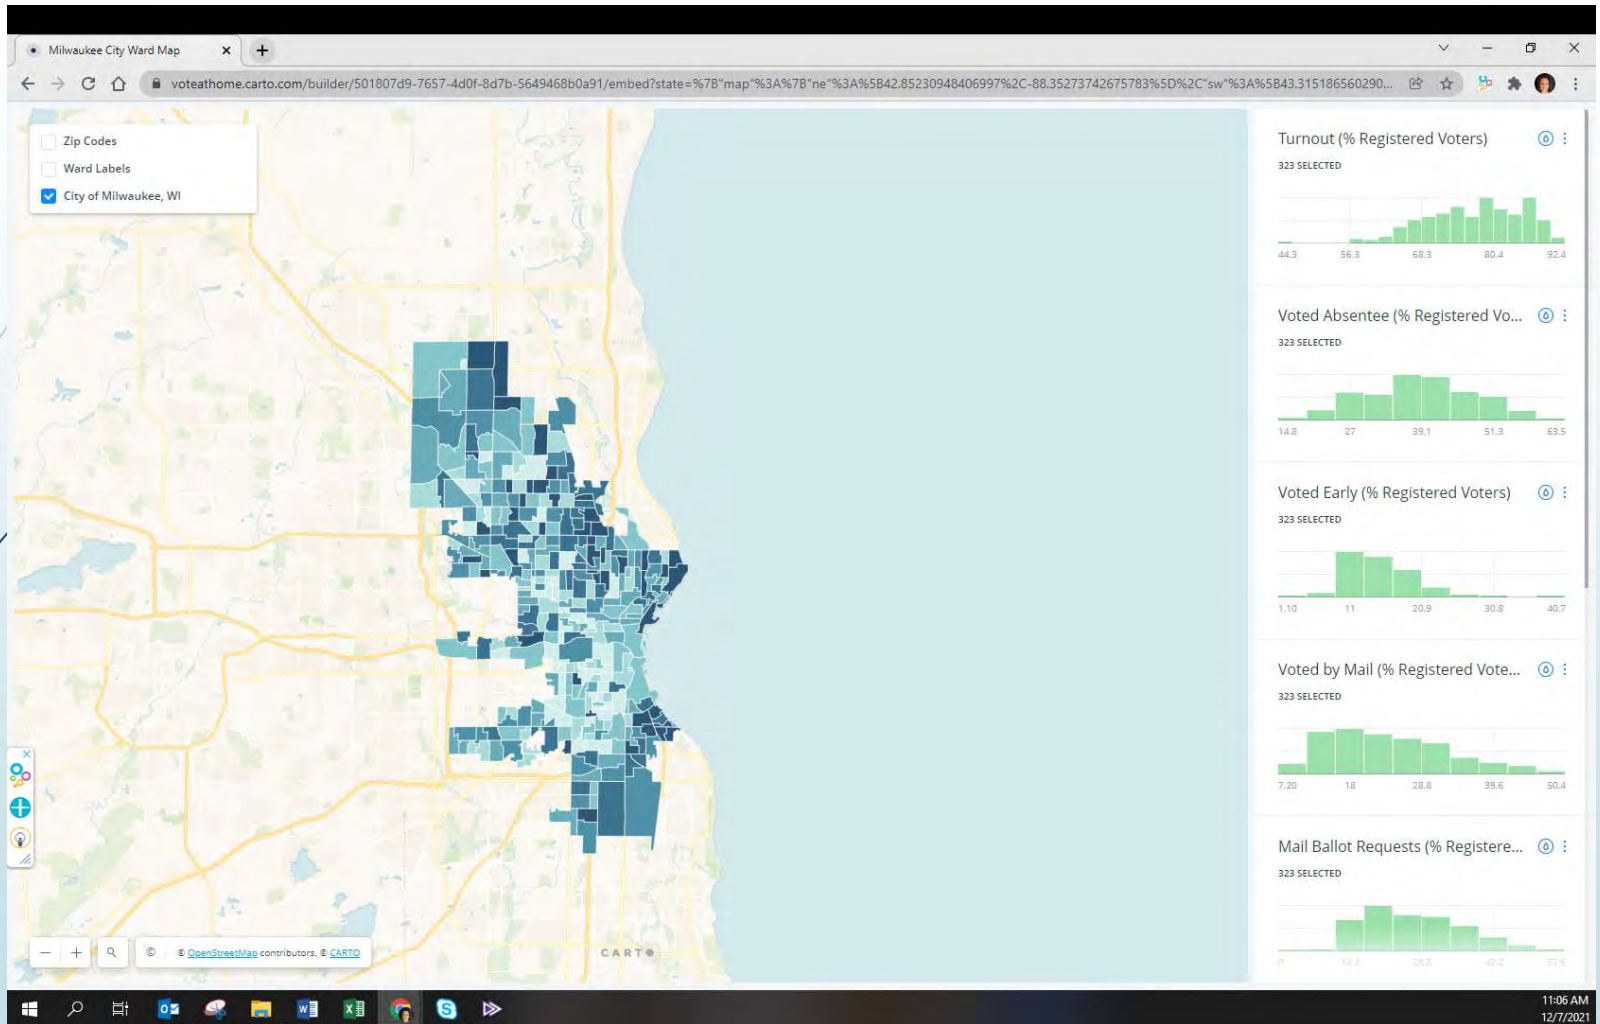 Milwaukee City Ward Map
voteathome.carto.com/builder/501807d9-7657-4d0f-8d7b-5649468b0a91/embed?state=%7B"map"%3A%7B"ne"%3A%5B42.85230948406997%2C-88.35273742675783%5D%2C"sw"%3A%5B43.315186560290...
Zip Codes
Ward Labels
City of Milwaukee, WI
Turnout (% Registered Voters)
323 SELECTED
44.3 56.3 68.3 80.4 92.4
Voted Absentee (% Registered Vo...
323 SELECTED
14.8 27 39.1 51.3 63.5
Voted Early (% Registered Voters)
323 SELECTED
1.10 11 20.9 30.8 40.7
Voted by Mail (% Registered Vote...
323 SELECTED
7.20 18 28.8 39.6 50.4
Mail Ballot Requests (% Registere...
323 SELECTED
© © OpenStreetMap contributors, © CARTO
CARTO
11:06 AM
12/7/2021